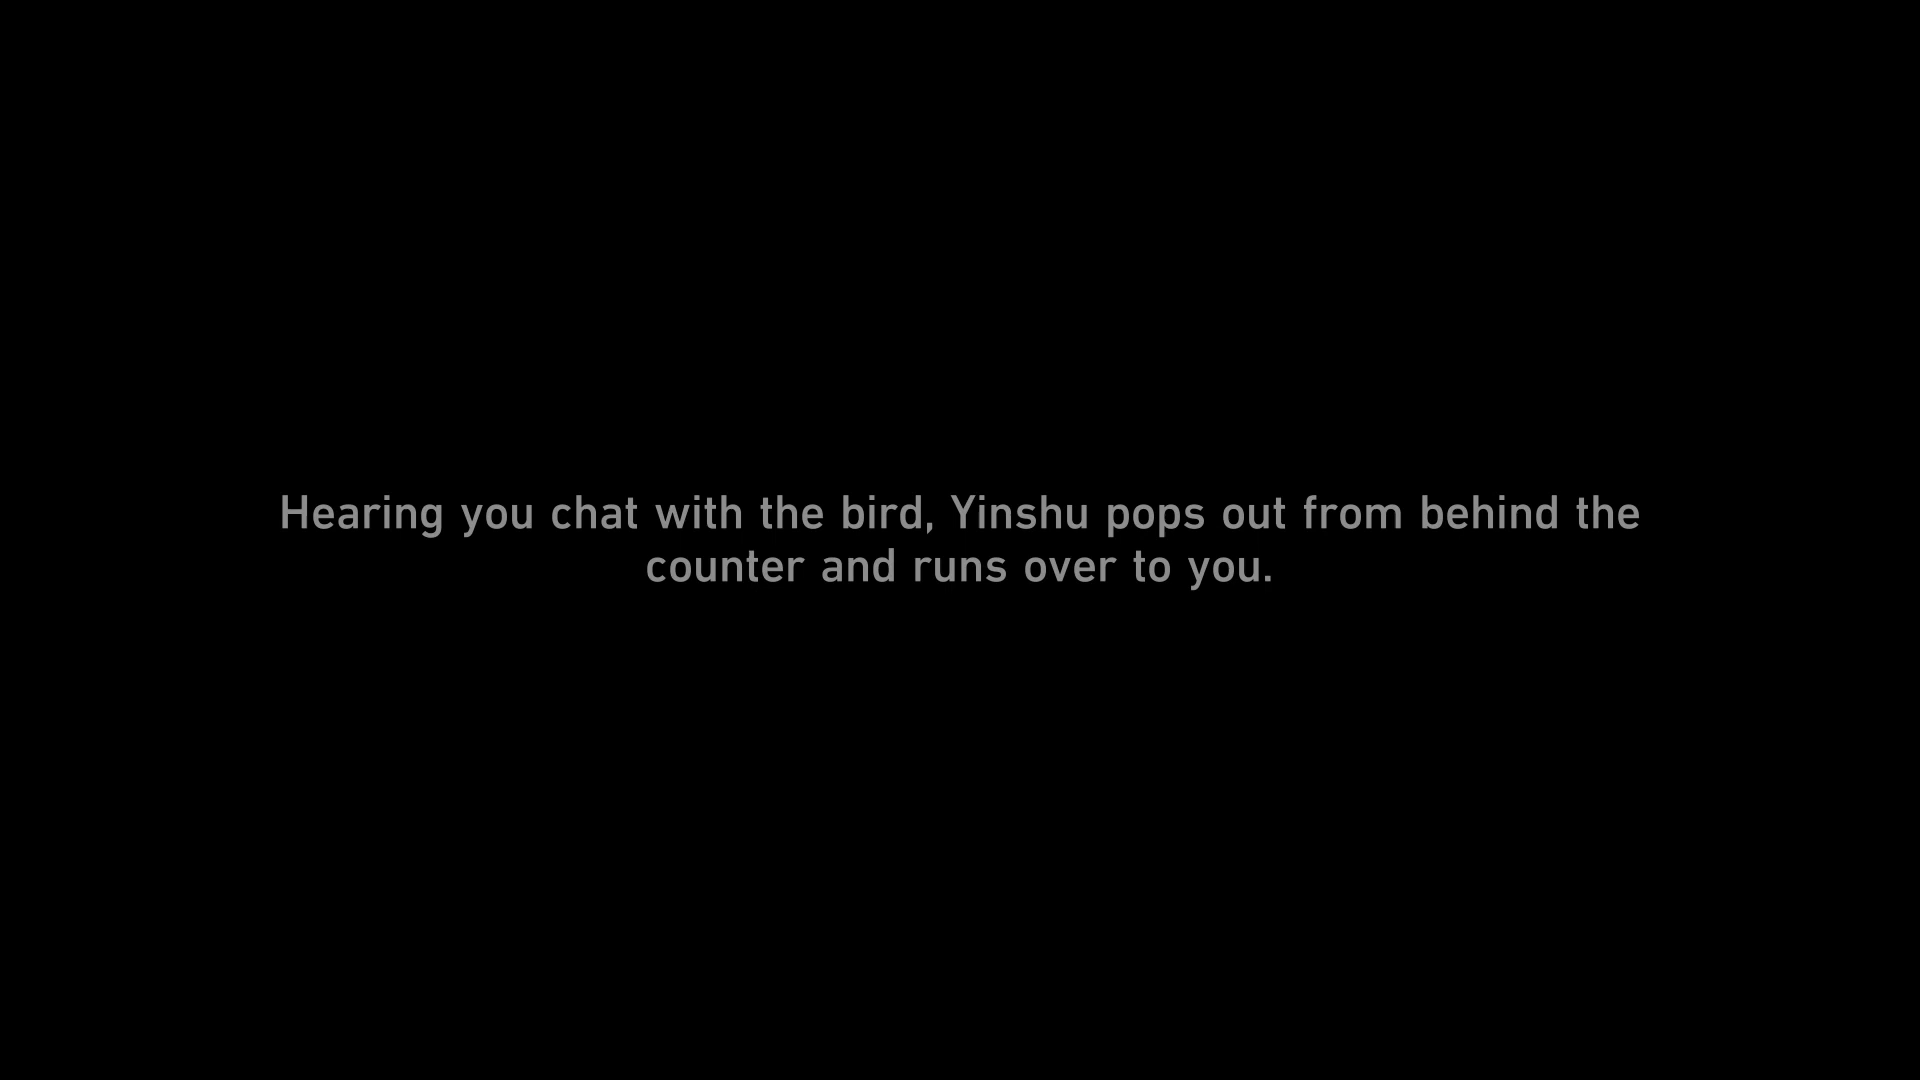 Hearing you chat with the bird, Yinshu pops out from behind the
counter and runs over to you.